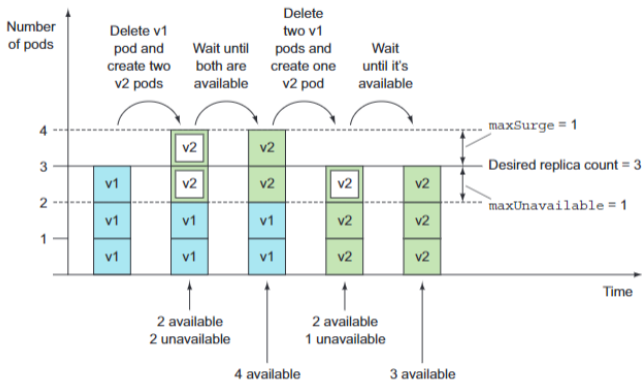 Number
of pods
Delete v1
pod and
create two
v2 pods
Wait until
both are
available
Delete
two v1
pods and
create one
v2 pod
Wait
until it's
available
4
3
2
1
v1
v1
v1
v2
v2
v1
v1
v2
v2
v1
v1
v2
v2
v2
v2
v2
v2
maxSurge = 1
Desired replica count = 3
maxUnavailable = 1
Time
2 available
2 unavailable
4 available
2 available
1 unavailable
3 available